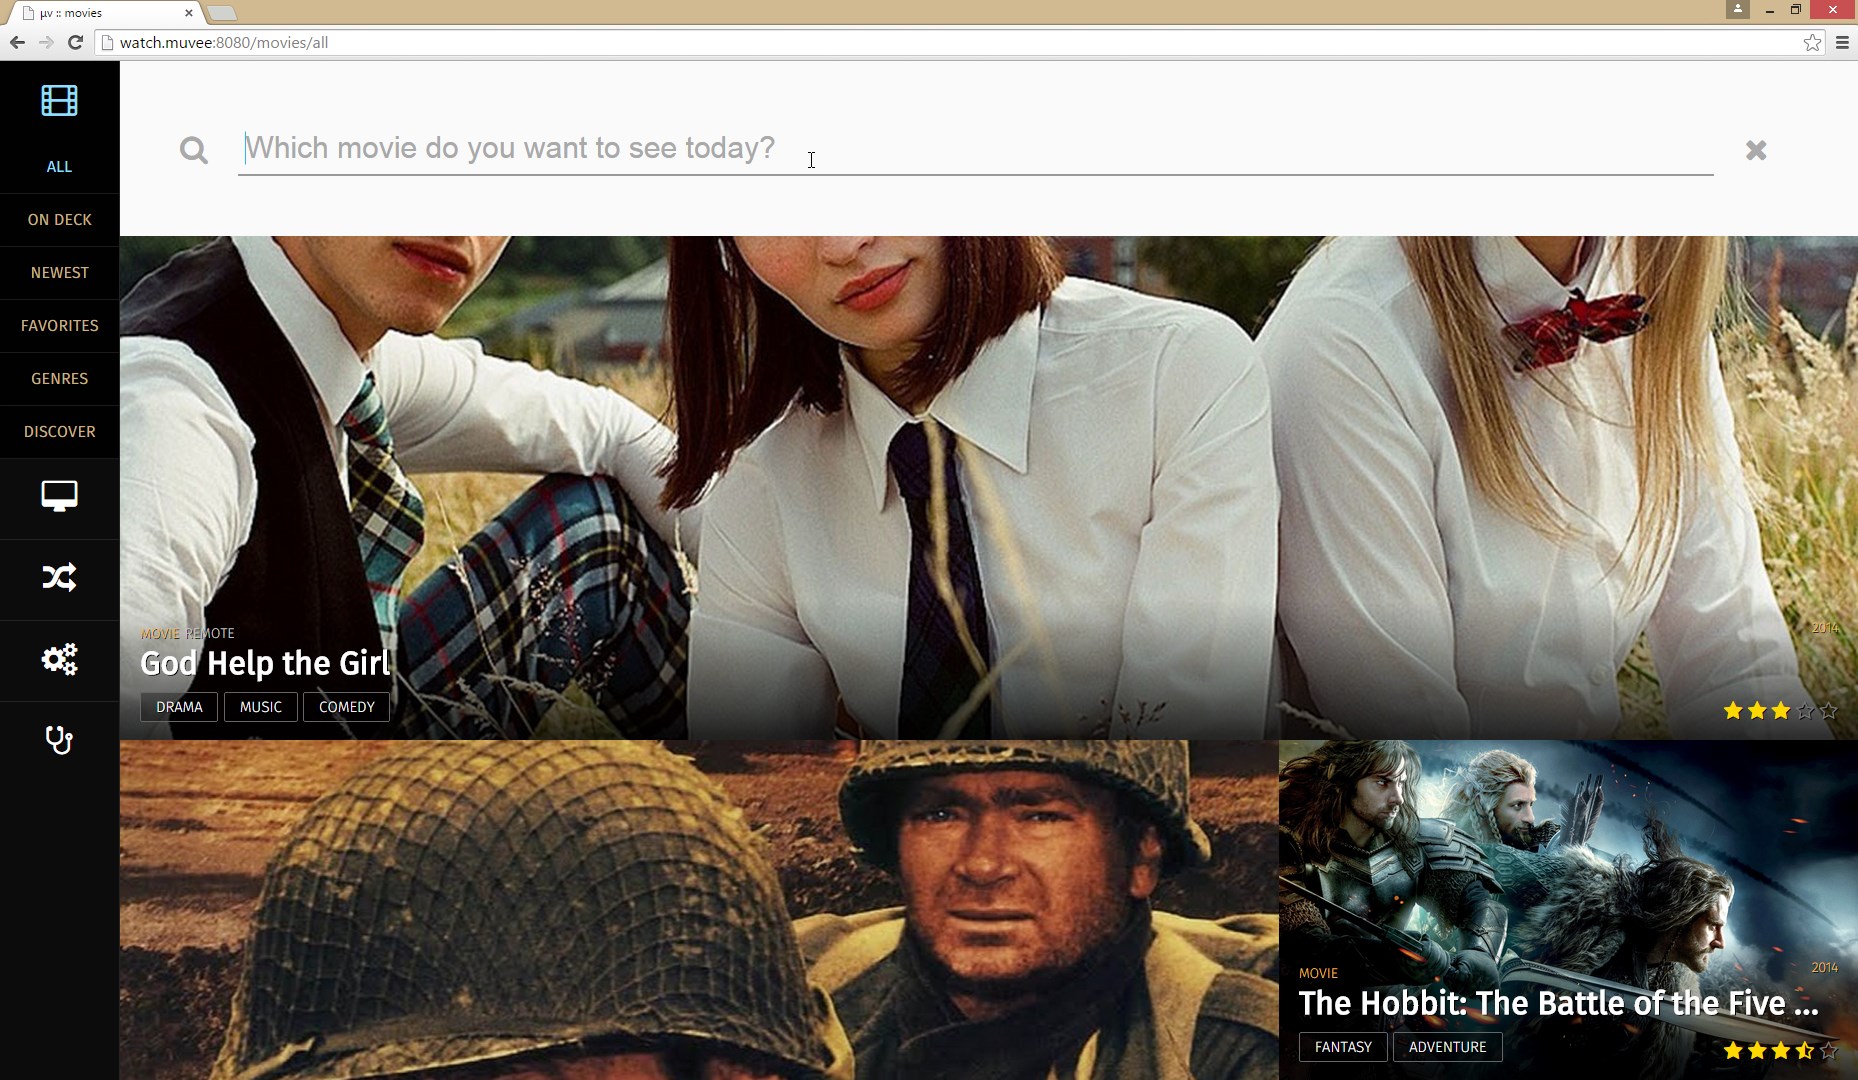 µv :: movies
watch.muvee:8080/movies/all
Which movie do you want to see today?
ALL
ON DECK
NEWEST
FAVORITES
GENRES
DISCOVER
MOVIE REMOTE
2014
God Help the Girl
DRAMA MUSIC COMEDY
MOVIE
2014
The Hobbit: The Battle of the Five ...
FANTASY ADVENTURE